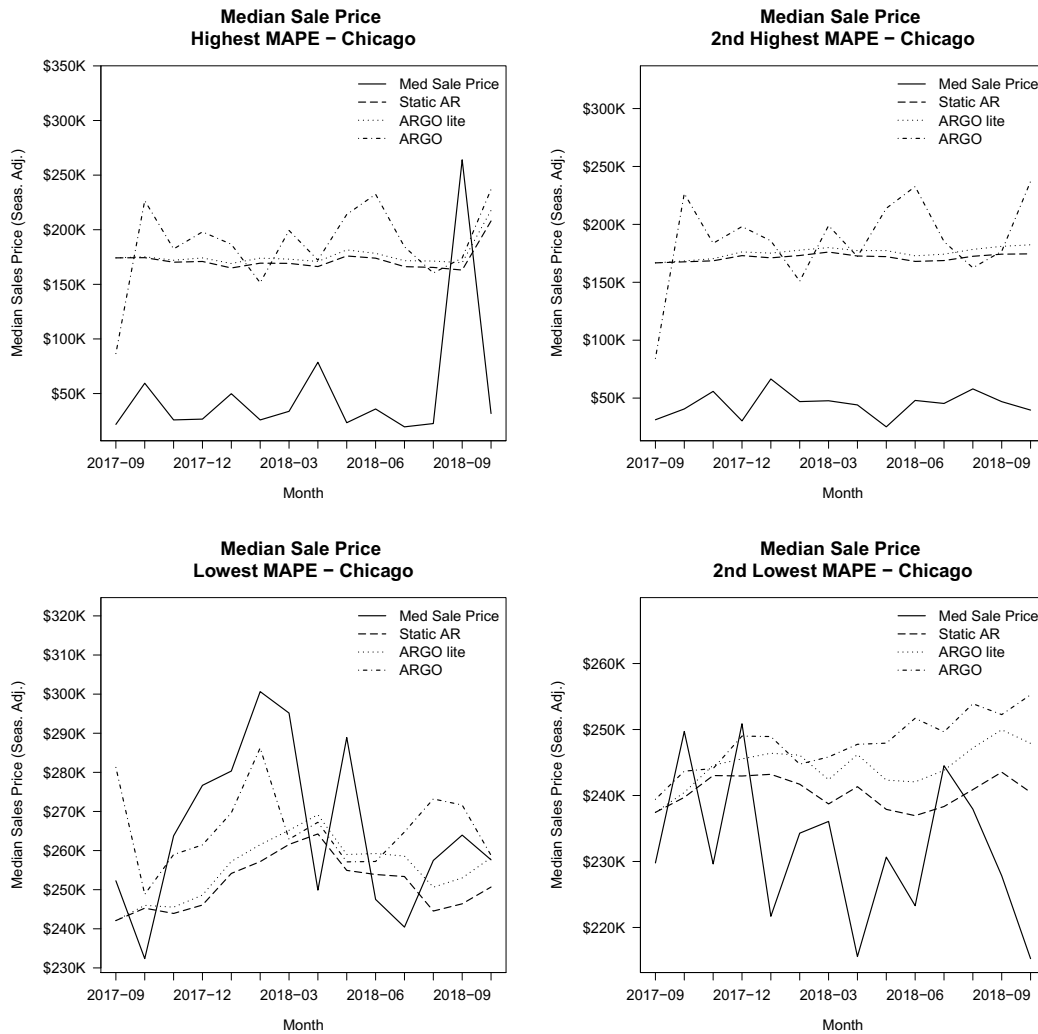 Median Sale Price
Highest MAPE − Chicago
$350K
$300K
$250K
$200K
$150K
$100K
$50K
Median Sales Price (Seas. Adj.)
Med Sale Price
Static AR
ARGO lite
ARGO
2017−09
2017−12
2018−03
2018−06
2018−09
Month
Median Sale Price
2nd Highest MAPE − Chicago
$300K
$250K
$200K
$150K
$100K
$50K
Median Sales Price (Seas. Adj.)
Med Sale Price
Static AR
ARGO lite
ARGO
2017−09
2017−12
2018−03
2018−06
2018−09
Month
Median Sale Price
Lowest MAPE − Chicago
$320K
$310K
$300K
$290K
$280K
$270K
$260K
$250K
$240K
$230K
Median Sales Price (Seas. Adj.)
Med Sale Price
Static AR
ARGO lite
ARGO
2017−09
2017−12
2018−03
2018−06
2018−09
Month
Median Sale Price
2nd Lowest MAPE − Chicago
$260K
$250K
$240K
$230K
$220K
Median Sales Price (Seas. Adj.)
Med Sale Price
Static AR
ARGO lite
ARGO
2017−09
2017−12
2018−03
2018−06
2018−09
Month